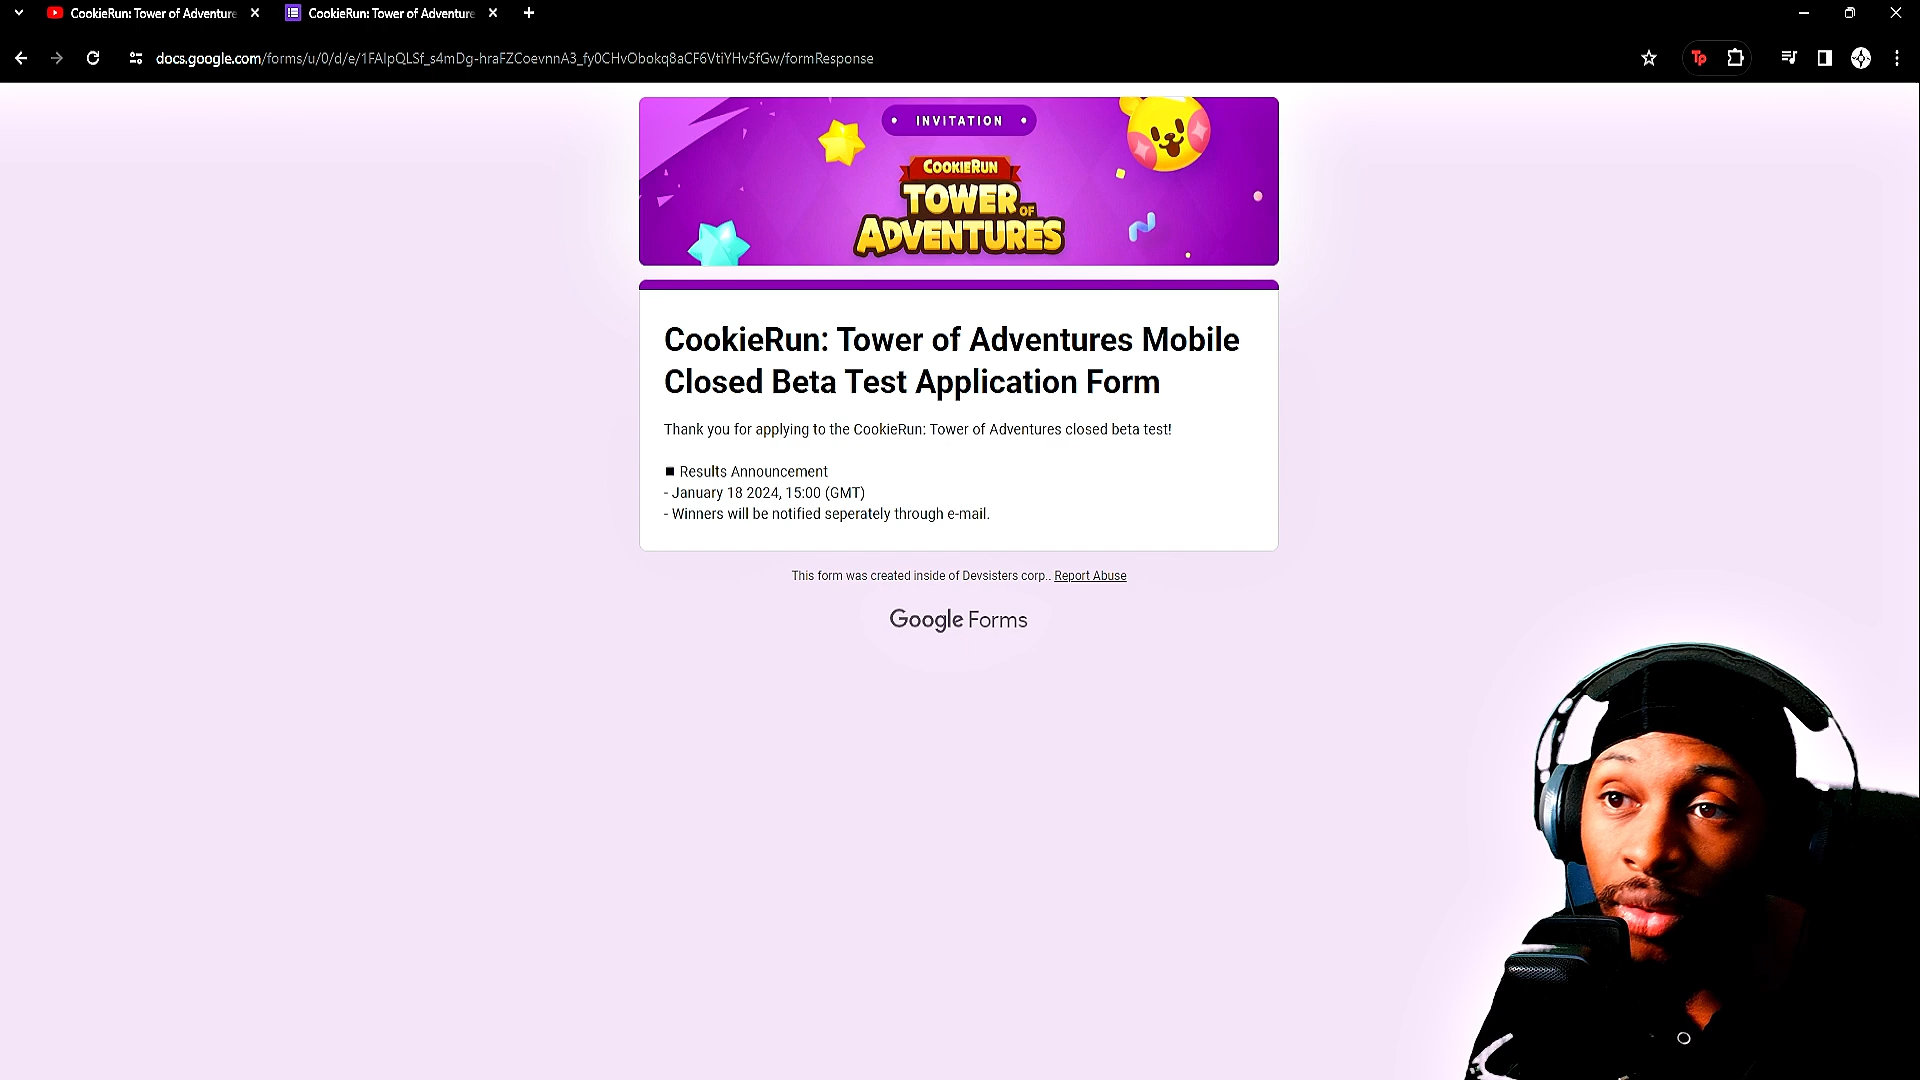 CookieRun: Tower of Adventure
CookieRun: Tower of Adventure
docs.google.com/forms/u/0/d/e/1FAIpQLSf_s4mDg-hraFZCoevnnA3_fy0CHvObokq8aCF6VtiYHv5fGw/formResponse
Tp
• INVITATION •
COOKIERUN
TOWER OF
ADVENTURES
CookieRun: Tower of Adventures Mobile
Closed Beta Test Application Form
Thank you for applying to the CookieRun: Tower of Adventures closed beta test!
■ Results Announcement
- January 18 2024, 15:00 (GMT)
- Winners will be notified seperately through e-mail.
This form was created inside of Devsisters corp.. Report Abuse
Google Forms